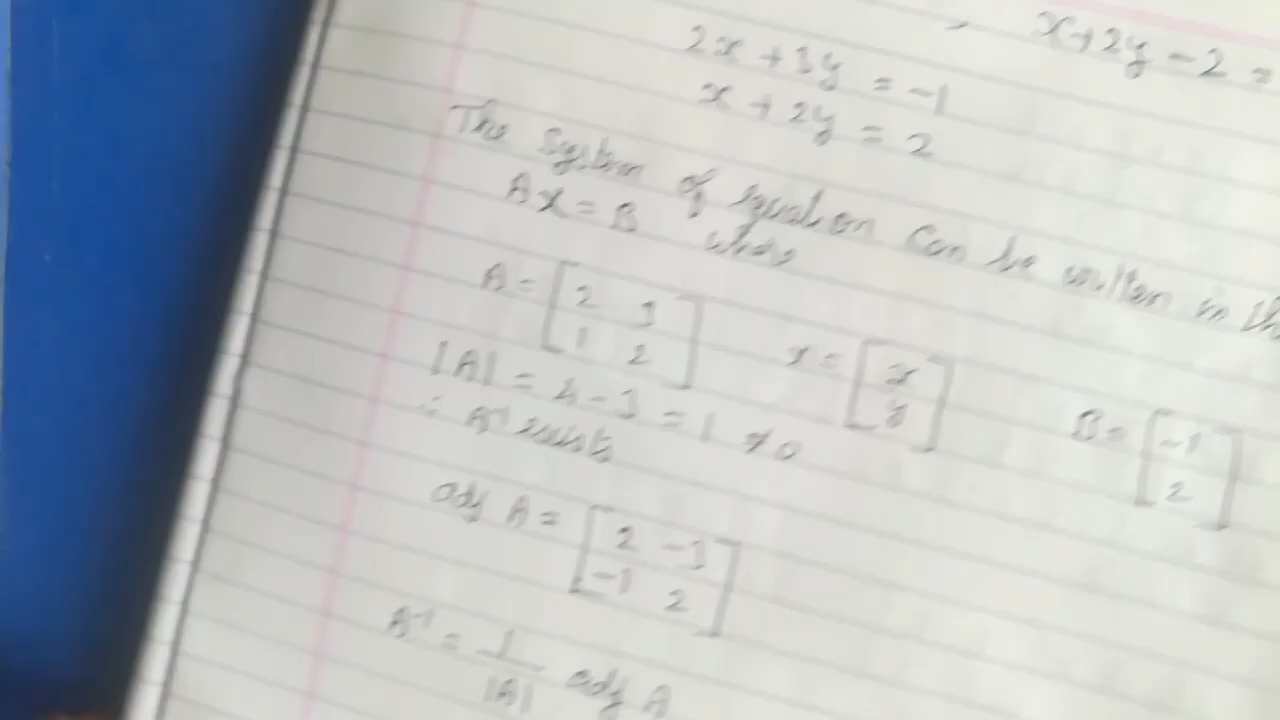 , x+2y-2=
2x+3y = -1
x+2y = 2
The System of equation Can be written in the
AX = B where
A = [2 3 1 2] x = [x y] B = [-1 2]
|A| = 4-3 = 1 ≠0
∴ A⁻¹ exists
adj A = [2 -3 -1 2]
A⁻¹ = 1/|A| adj A